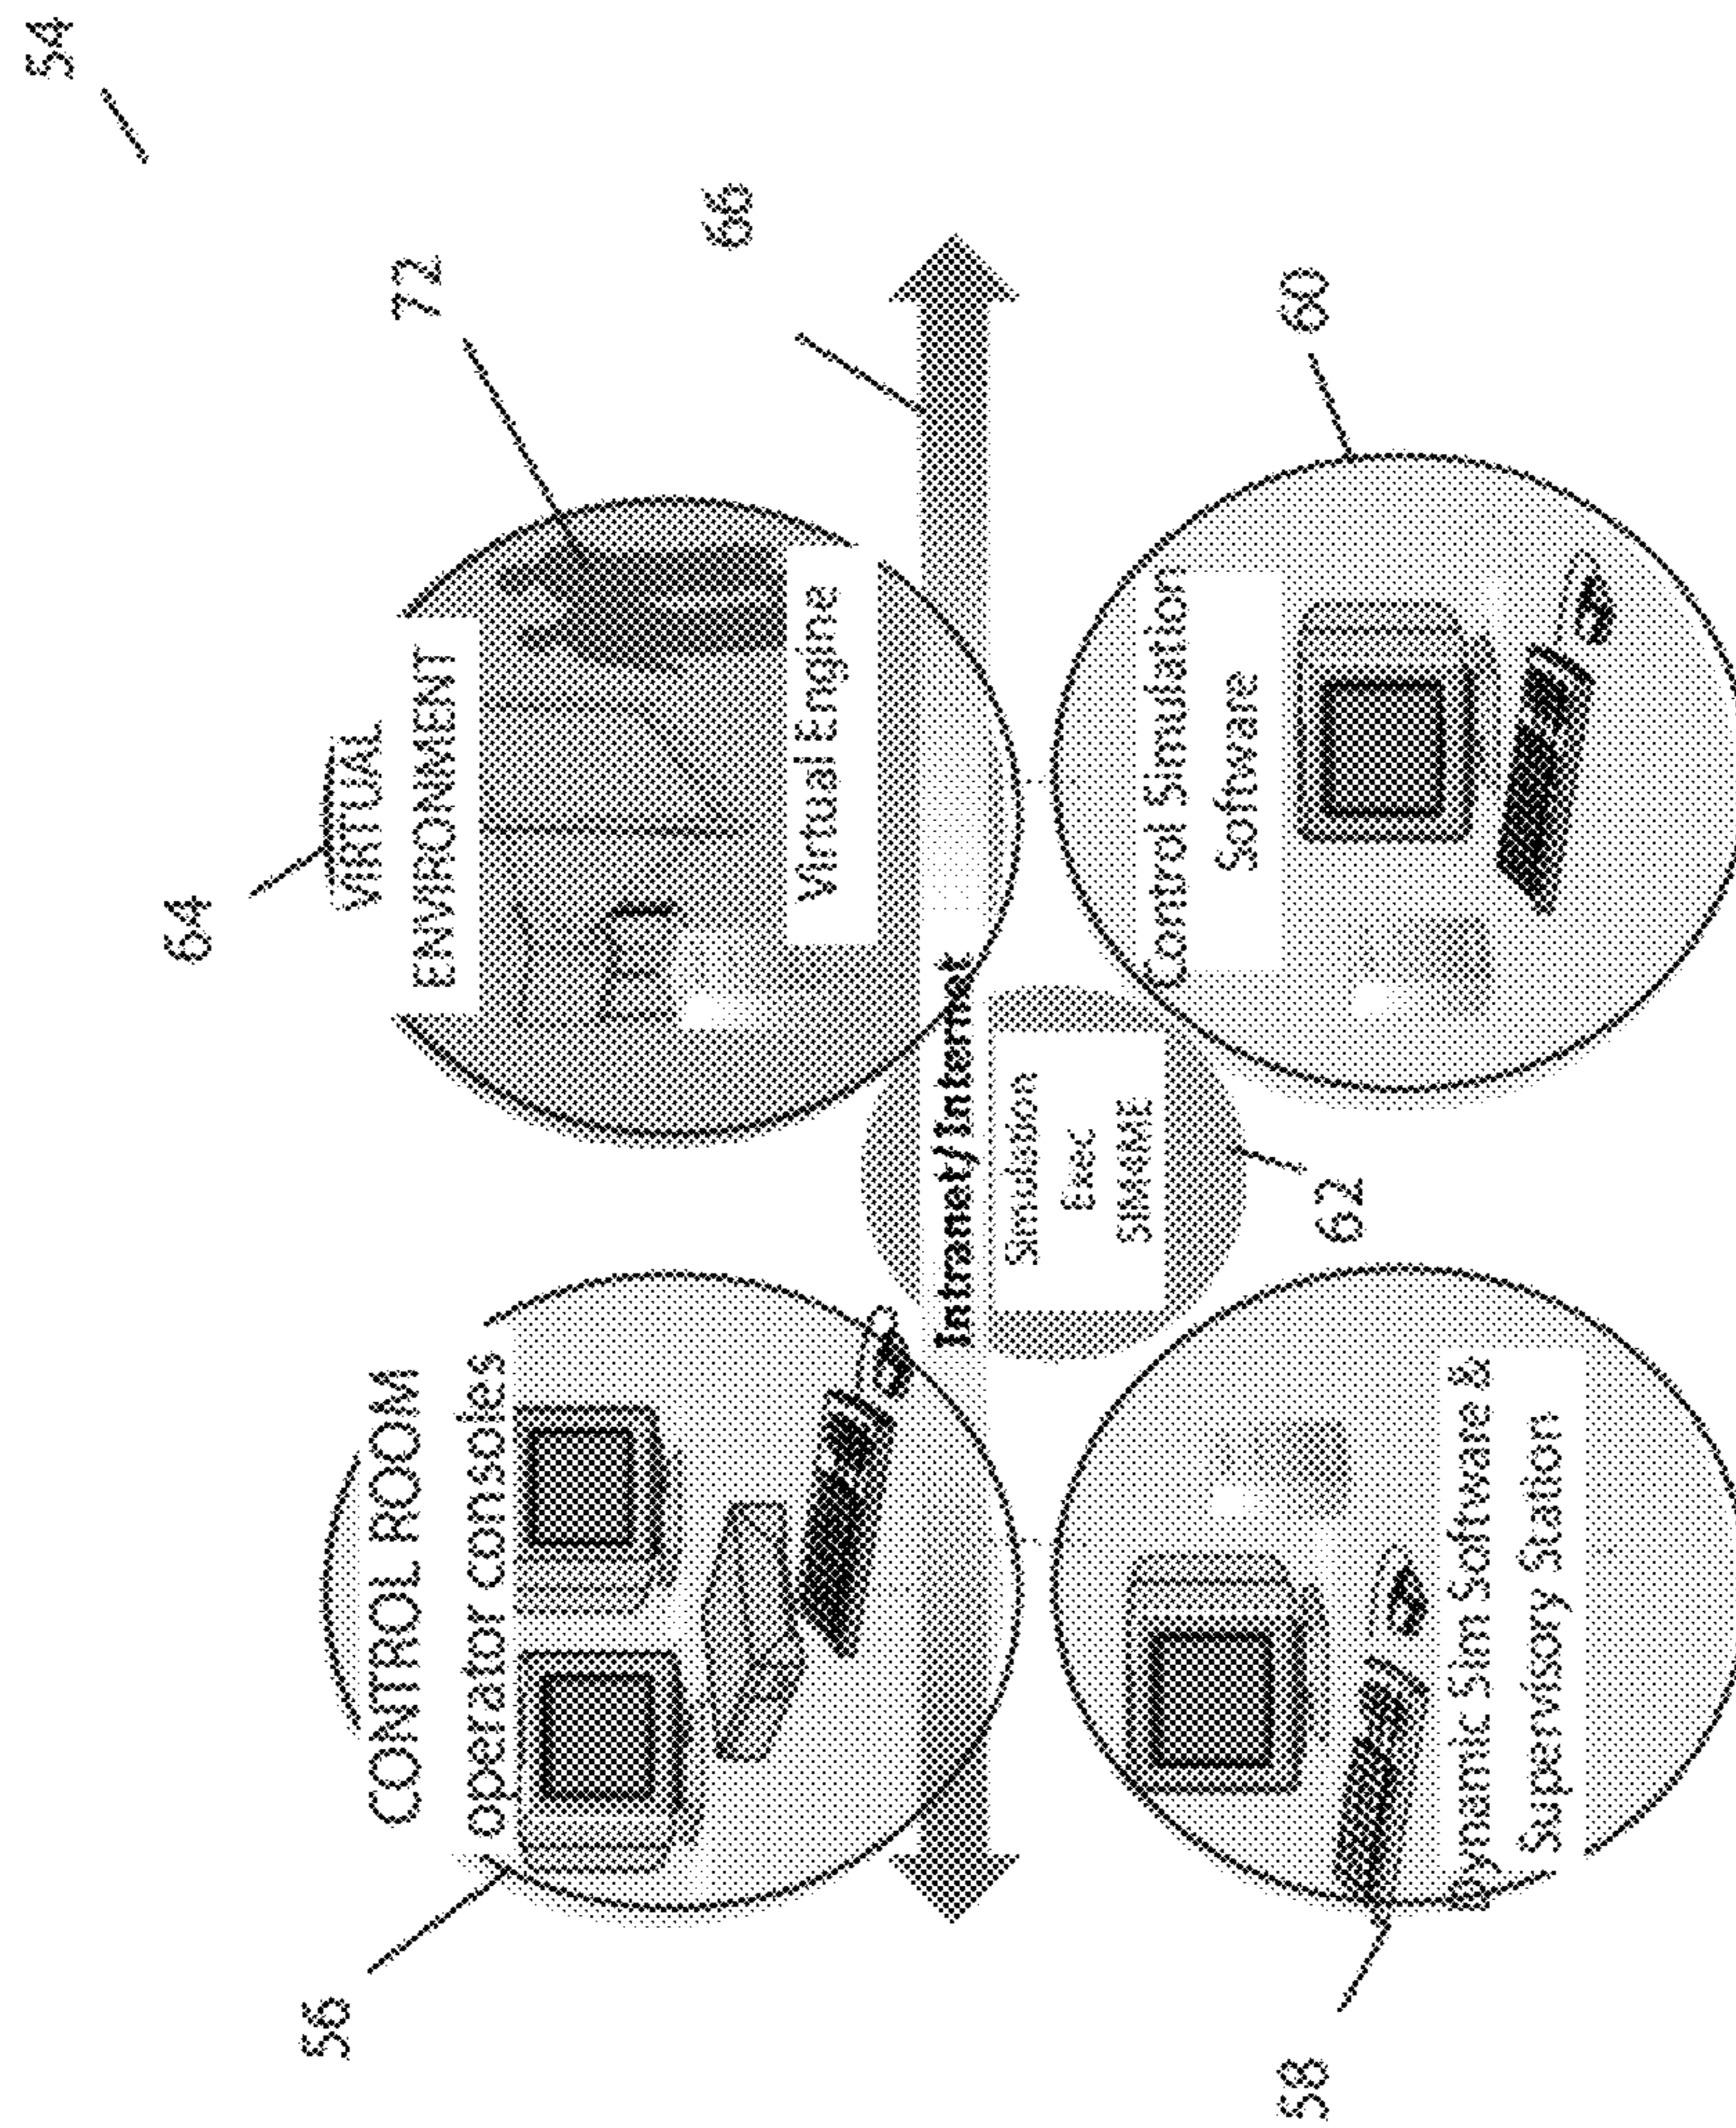 54
64
72
66
56
CONTROL ROOM
operator consoles
VIRTUAL
ENVIRONMENT
Virtual Engine
Intranet/Internet
Simulation
Exec
SIM4ME
62
Dynamic Sim Software &
Supervisory Station
58
Control Simulation
Software
60